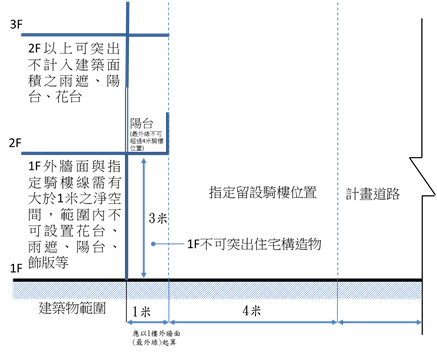 3F
2F以上可突出
不計入建築面
積之雨遮、陽
台、花台
陽台
(最外緣不可
超過4米騎樓
位置)
2F
1F外牆面與指
定騎樓線需有
大於1米之淨空
間，範圍內不
可設置花台、
雨遮、陽台、
飾版等
3米
指定留設騎樓位置
計畫道路
1F不可突出住宅構造物
1F
建築物範圍
1米
4米
應以1樓外牆面
(最外緣)起算